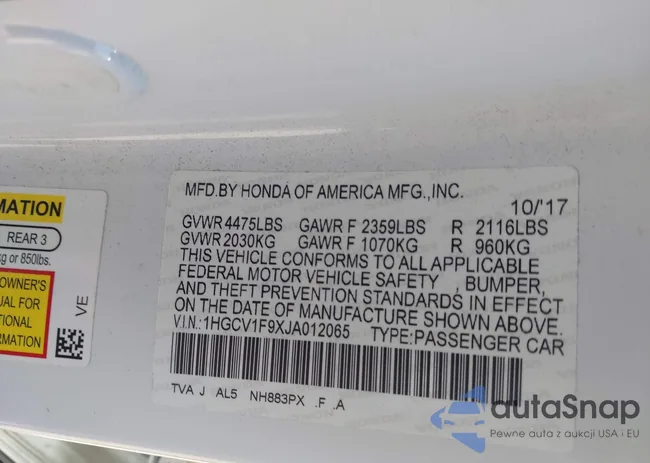 MATION
REAR 3
kg or 850lbs.
OWNER'S
UAL FOR
TIONAL
RMATION
VE
MFD.BY HONDA OF AMERICA MFG.,INC.
10/'17
GVWR 4475LBS GAWR F 2359LBS R 2116LBS
GVWR 2030KG GAWR F 1070KG R 960KG
THIS VEHICLE CONFORMS TO ALL APPLICABLE
FEDERAL MOTOR VEHICLE SAFETY , BUMPER,
AND THEFT PREVENTION STANDARDS IN EFFECT
ON THE DATE OF MANUFACTURE SHOWN ABOVE.
V.I.N.: 1HGCV1F9XJA012065 TYPE:PASSENGER CAR
TVA J AL5 NH883PX .F .A
autaSnap
Pewne auta z aukcji USA i EU